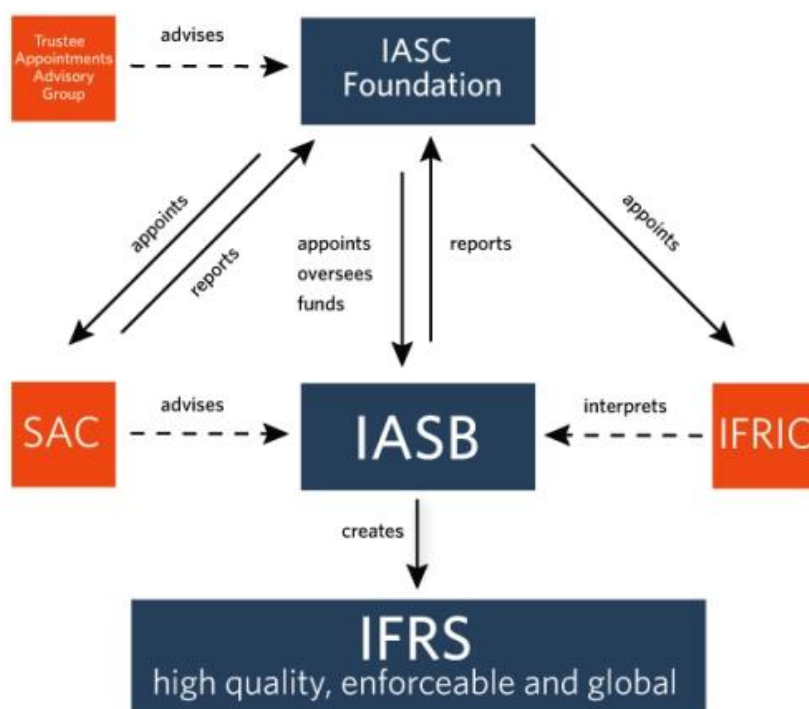 Trustee
Appointments
Advisory
Group
advises
IASC
Foundation
appoints
reports
appoints
oversees
funds
reports
appoints
SAC
advises
IASB
interprets
IFRIC
creates
IFRS
high quality, enforceable and global